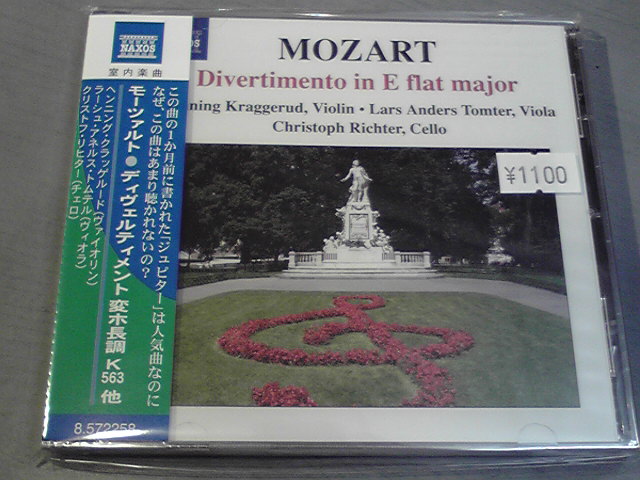 NAXOS
室内楽曲
この曲の1か月前に書かれた「ジュピター」は人気曲なのに
なぜ、この曲はあまり聴かれないの?
モーツァルト●ディヴェルティメント 変ホ長調 K 563 他
ヘンニング・クラッゲルード(ヴァイオリン)
ラーシュ・アネルス・トムテル(ヴィオラ)
クリストフ・リヒター(チェロ)
8.572258
MOZART
Divertimento in E flat major
ning Kraggerud, Violin • Lars Anders Tomter, Viola
Christoph Richter, Cello
¥1100